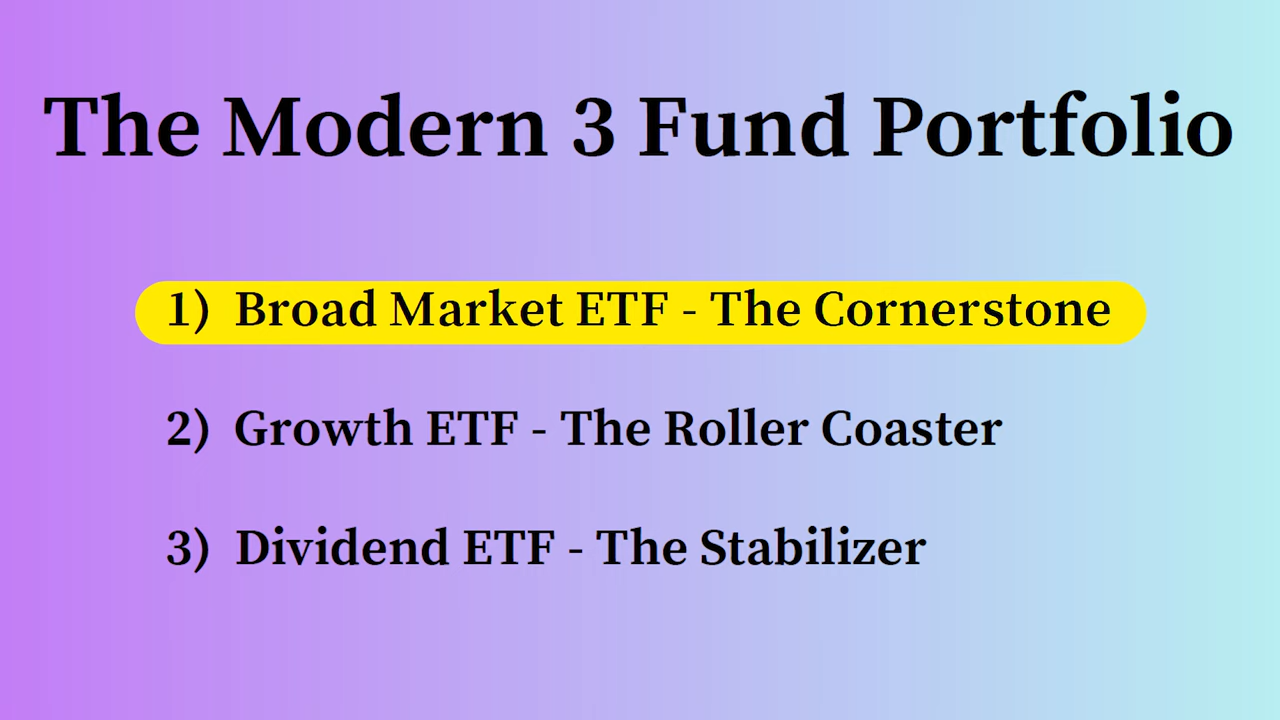 The Modern 3 Fund Portfolio
1) Broad Market ETF - The Cornerstone
2) Growth ETF - The Roller Coaster
3) Dividend ETF - The Stabilizer